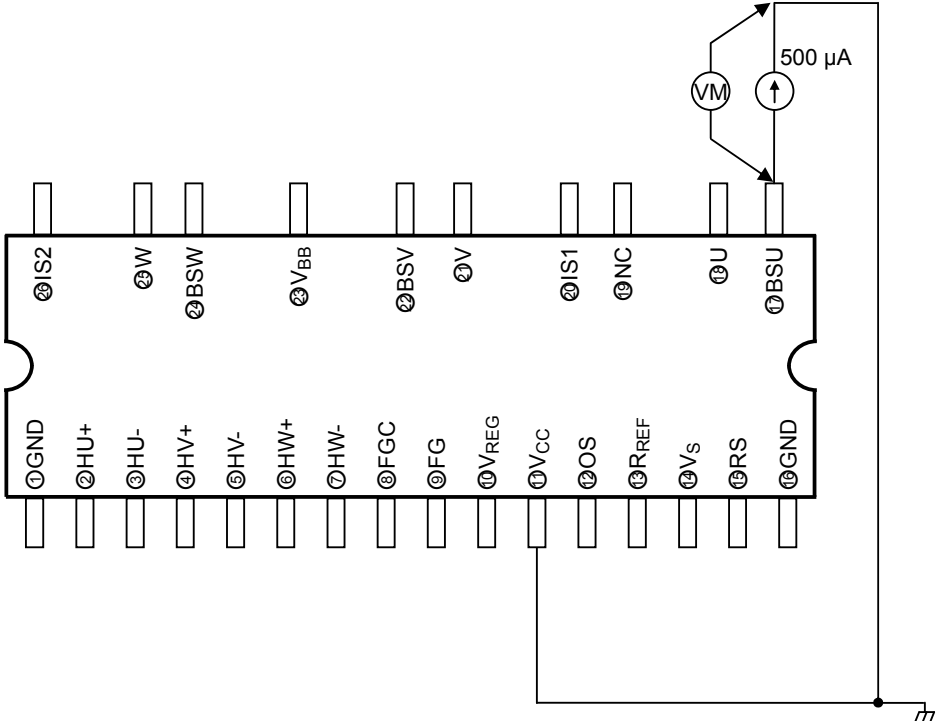 500 μA
VM
㉖IS2
㉕W
㉔BSW
㉓VBB
㉒BSV
㉑V
⑳IS1
⑲NC
⑱U
⑰BSU
①GND
②HU+
③HU-
④HV+
⑤HV-
⑥HW+
⑦HW-
⑧FGC
⑨FG
⑩VREG
⑪VCC
⑫OS
⑬RREF
⑭VS
⑮RS
⑯GND